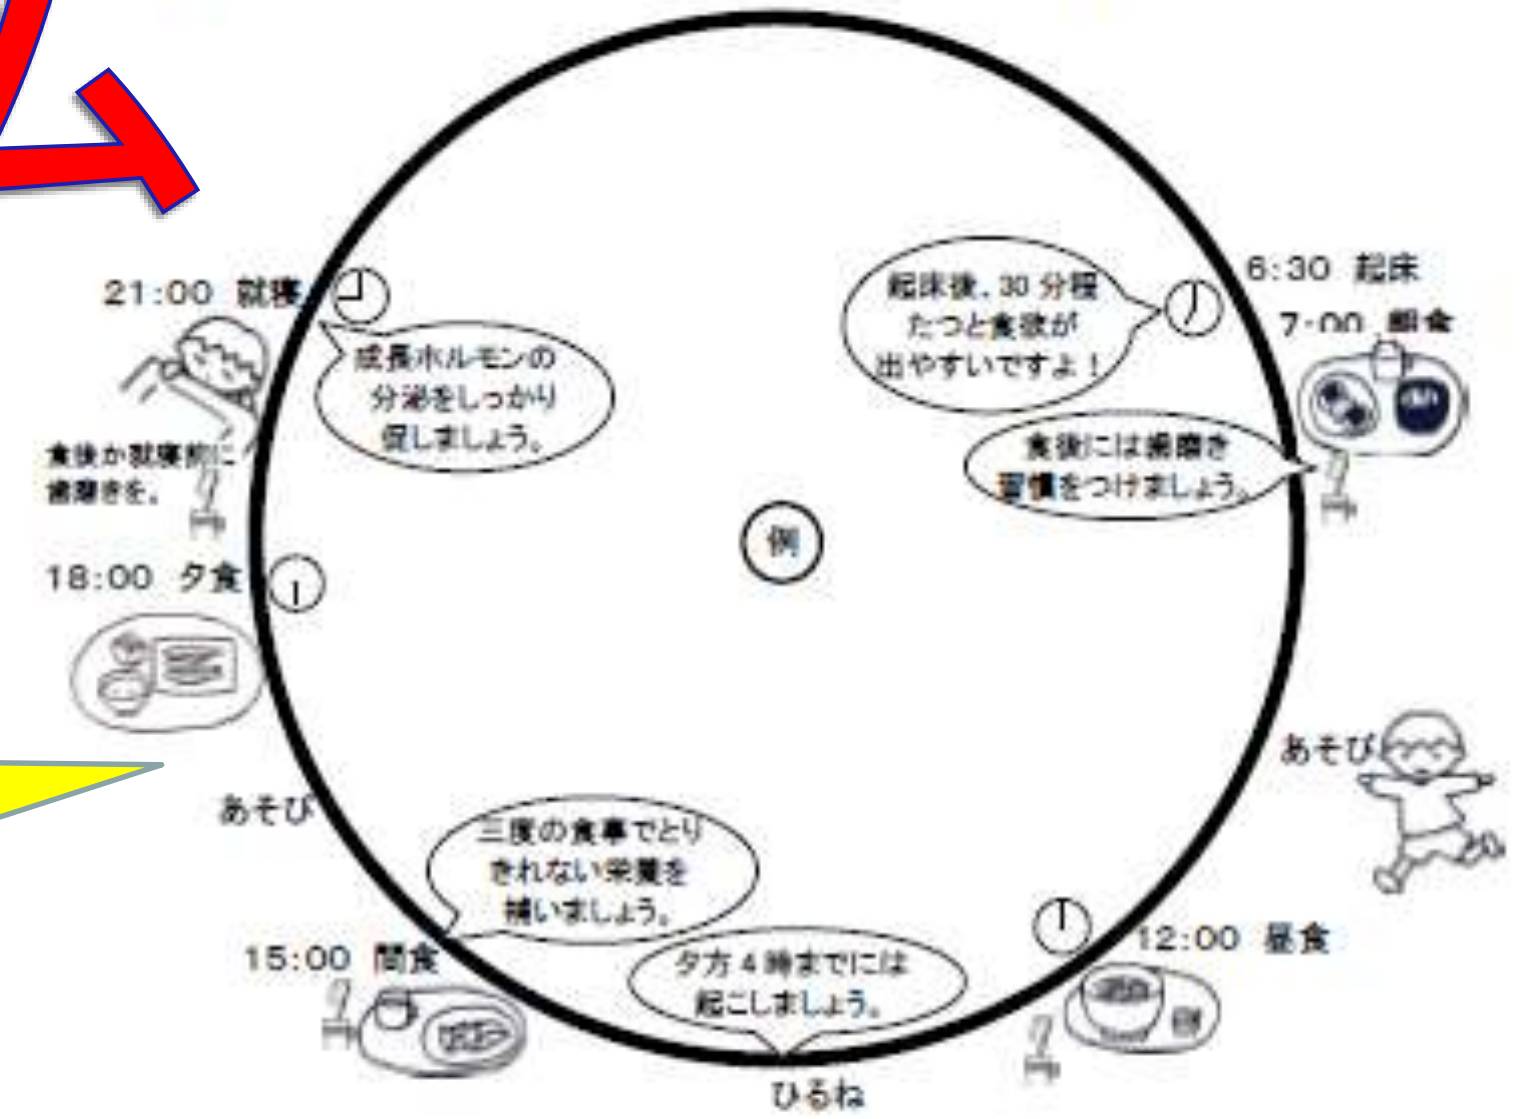 ム
21:00 就寝
成長ホルモンの
分泌をしっかり
促しましょう。
食後か就寝前に
歯磨きを。
18:00 夕食
あそび
三度の食事でとり
きれない栄養を
補いましょう。
15:00 間食
夕方4時までには
起こしましょう。
ひるね
12:00 昼食
あそび
例
起床後、30分程
たつと食欲が
出やすいですよ!
6:30 起床
7:00 朝食
食後には歯磨き
習慣をつけましょう。